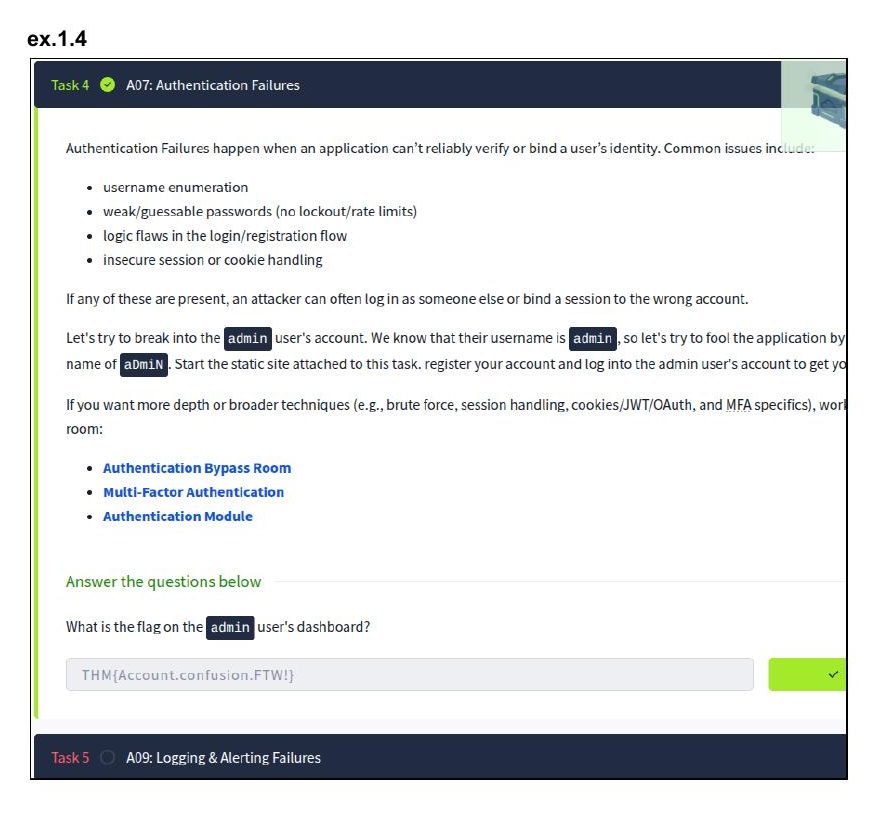 ex.1.4
Task 4 A07: Authentication Failures
Authentication Failures happen when an application can't reliably verify or bind a user's identity. Common issues include:
• username enumeration
• weak/guessable passwords (no lockout/rate limits)
• logic flaws in the login/registration flow
• insecure session or cookie handling
If any of these are present, an attacker can often log in as someone else or bind a session to the wrong account.
Let's try to break into the admin user's account. We know that their username is admin, so let's try to fool the application by
name of aDmiN. Start the static site attached to this task. register your account and log into the admin user's account to get yo
If you want more depth or broader techniques (e.g., brute force, session handling, cookies/JWT/OAuth, and MFA specifics), work
room:
• Authentication Bypass Room
• Multi-Factor Authentication
• Authentication Module
Answer the questions below
What is the flag on the admin user's dashboard?
THM{Account.confusion.FTW!}
Task 5 A09: Logging & Alerting Failures